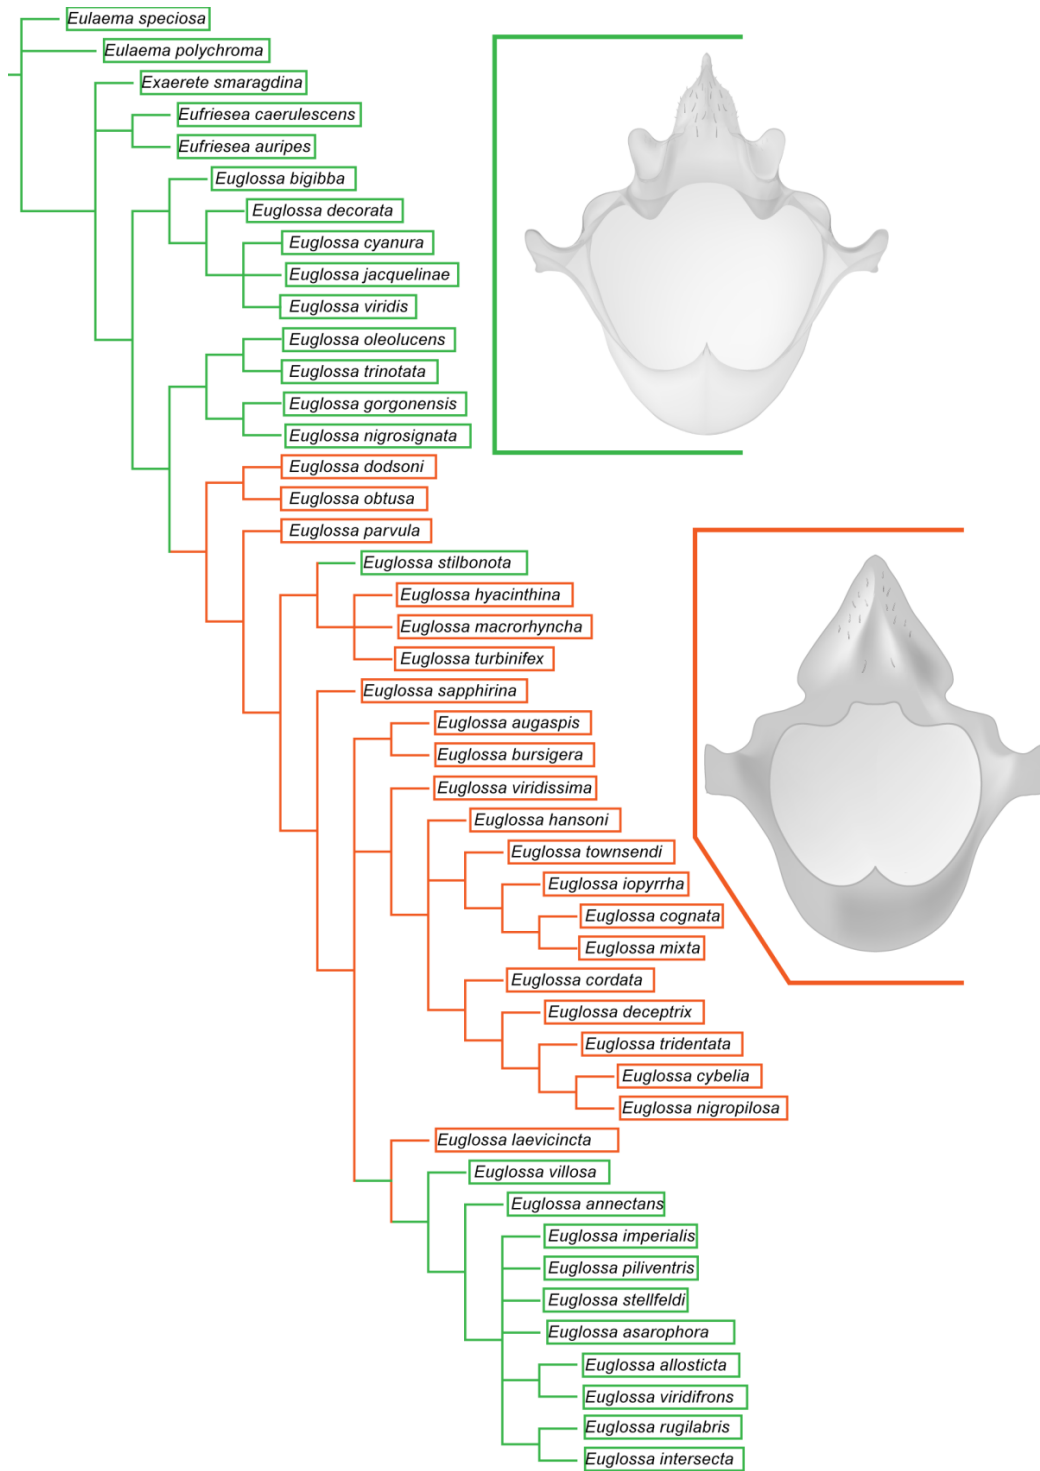 Eulaema speciosa
Eulaema polychroma
Exaerete smaragdina
Eufriesea caerulescens
Eufriesea auripes
Euglossa bigibba
Euglossa decorata
Euglossa cyanura
Euglossa jacquelinae
Euglossa viridis
Euglossa oleolucens
Euglossa trinotata
Euglossa gorgonensis
Euglossa nigrosignata
Euglossa dodsoni
Euglossa obtusa
Euglossa parvula
Euglossa stilbonota
Euglossa hyacinthina
Euglossa macrorhyncha
Euglossa turbinifex
Euglossa sapphirina
Euglossa augaspis
Euglossa bursigera
Euglossa viridissima
Euglossa hansoni
Euglossa townsendi
Euglossa iopyrrha
Euglossa cognata
Euglossa mixta
Euglossa cordata
Euglossa deceptrix
Euglossa tridentata
Euglossa cybelia
Euglossa nigropilosa
Euglossa laevicincta
Euglossa villosa
Euglossa annectans
Euglossa imperialis
Euglossa piliventris
Euglossa stellfeldi
Euglossa asarophora
Euglossa allosticta
Euglossa viridifrons
Euglossa rugilabris
Euglossa intersecta